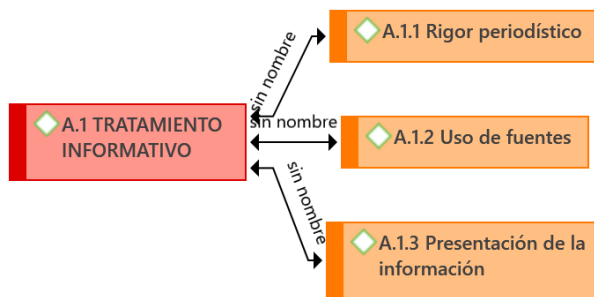 A.1.1 Rigor periodístico
sin nombre
A.1 TRATAMIENTO
INFORMATIVO
sin nombre
A.1.2 Uso de fuentes
sin nombre
A.1.3 Presentación de la
información